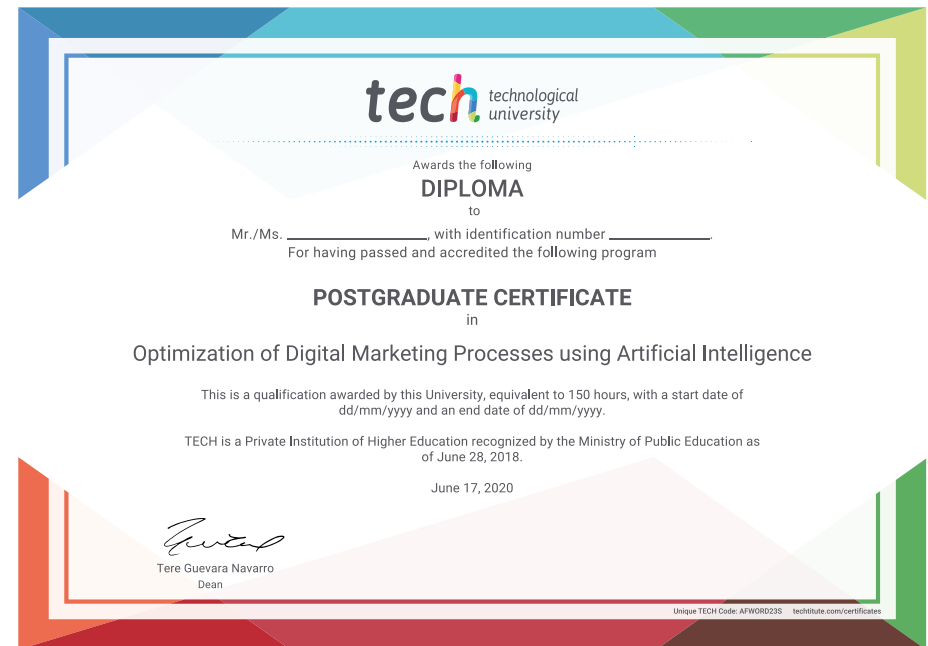 tech technological
university
Awards the following
DIPLOMA
to
Mr./Ms. ____________________, with identification number ______________.
For having passed and accredited the following program
POSTGRADUATE CERTIFICATE
in
Optimization of Digital Marketing Processes using Artificial Intelligence
This is a qualification awarded by this University, equivalent to 150 hours, with a start date of
dd/mm/yyyy and an end date of dd/mm/yyyy.
TECH is a Private Institution of Higher Education recognized by the Ministry of Public Education as
of June 28, 2018.
June 17, 2020
Tere Guevara Navarro
Dean
Unique TECH Code: AFWORD23S techtitute.com/certificates